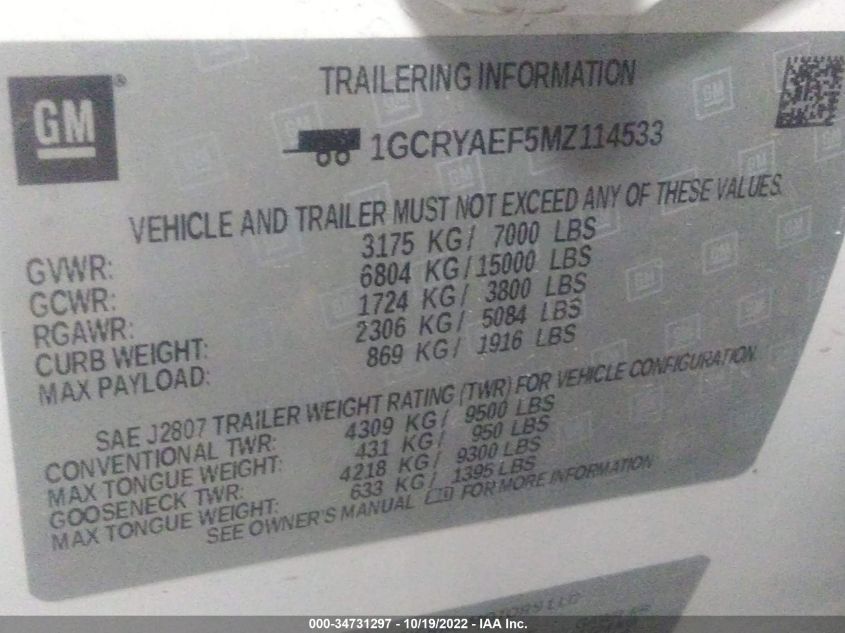 GM ®
TRAILERING INFORMATION
1GCRYAEF5MZ114533
VEHICLE AND TRAILER MUST NOT EXCEED ANY OF THESE VALUES.
GVWR: 3175 KG/ 7000 LBS
GCWR: 6804 KG/15000 LBS
RGAWR: 1724 KG/ 3800 LBS
CURB WEIGHT: 2306 KG/ 5084 LBS
MAX PAYLOAD: 869 KG/ 1916 LBS
SAE J2807 TRAILER WEIGHT RATING (TWR) FOR VEHICLE CONFIGURATION.
CONVENTIONAL TWR: 4309 KG/ 9500 LBS
MAX TONGUE WEIGHT: 431 KG/ 950 LBS
GOOSENECK TWR: 4218 KG/ 9300 LBS
MAX TONGUE WEIGHT: 633 KG/ 1395 LBS
SEE OWNER'S MANUAL FOR MORE INFORMATION
LLC
000-34731297 - 10/19/2022 - IAA Inc.